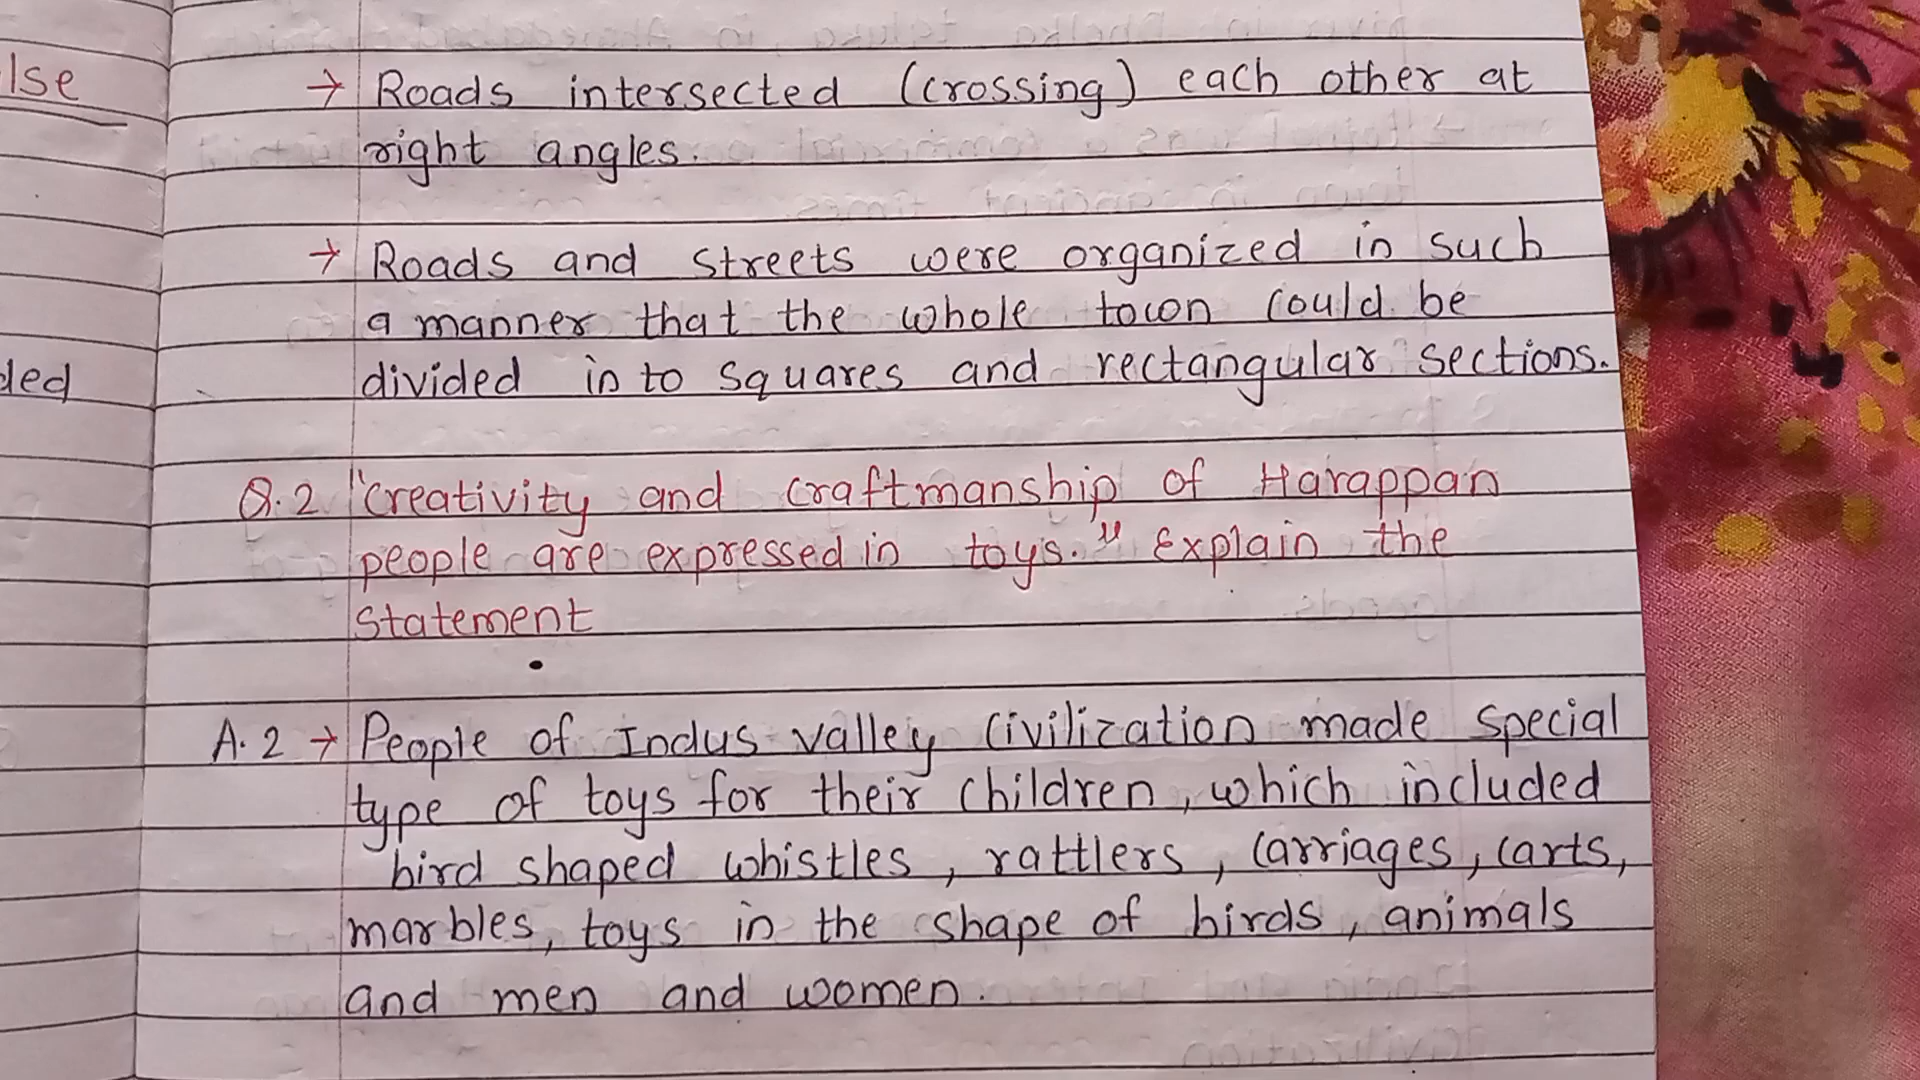 lse
→ Roads intersected (crossing) each other at
right angles.
→ Roads and streets were organized in such
a manner that the whole town could be
ded
divided in to squares and rectangular sections.
Q.2 "Creativity and craftmanship of Harappan
people are expressed in toys." Explain the
statement
A.2 → People of Indus valley Civilization made special
type of toys for their children, which included
bird shaped whistles, rattlers, carriages, carts,
marbles, toys in the shape of birds, animals
and men and women.